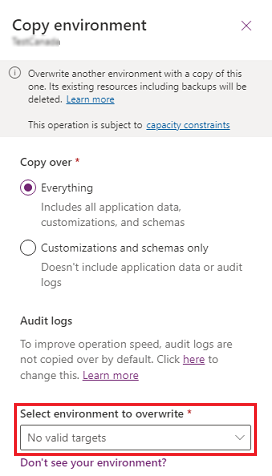 Copy environment
Overwrite another environment with a copy of this
one. Its existing resources including backups will be
deleted. Learn more
This operation is subject to capacity constraints
Copy over *
Everything
Includes all application data,
customizations, and schemas
Customizations and schemas only
Doesn't include application data or audit
logs
Audit logs
To improve operation speed, audit logs are
not copied over by default. Click here to
change this. Learn more
Select environment to overwrite *
No valid targets
Don't see your environment?